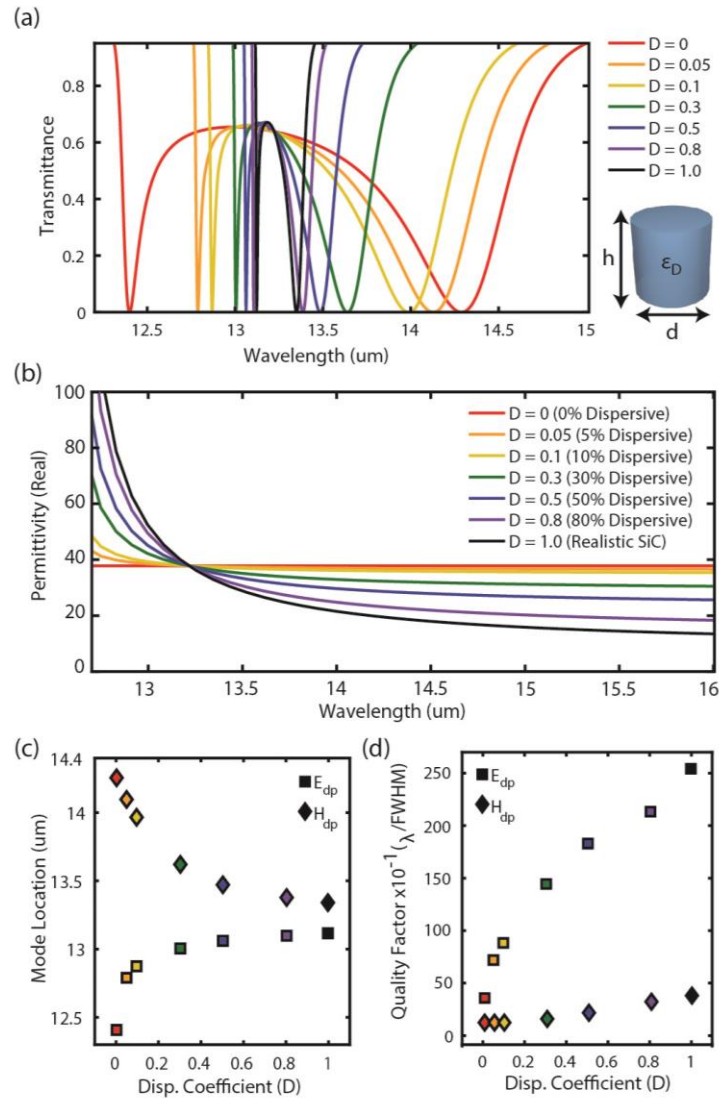 (a)
0.8
0.6
0.4
0.2
0
Transmittance
12.5
13
13.5
14
14.5
15
Wavelength (um)
D = 0
D = 0.05
D = 0.1
D = 0.3
D = 0.5
D = 0.8
D = 1.0
h
εD
d
(b)
100
80
60
40
20
0
Permittivity (Real)
D = 0 (0% Dispersive)
D = 0.05 (5% Dispersive)
D = 0.1 (10% Dispersive)
D = 0.3 (30% Dispersive)
D = 0.5 (50% Dispersive)
D = 0.8 (80% Dispersive)
D = 1.0 (Realistic SiC)
13
13.5
14
14.5
15
15.5
16
Wavelength (um)
(c)
14.4
14
13.5
13
12.5
Mode Location (um)
Edp
Hdp
0
0.2
0.4
0.6
0.8
1
Disp. Coefficient (D)
(d)
250
200
150
100
50
0
Quality Factor x10-1(λ/FWHM)
Edp
Hdp
0
0.2
0.4
0.6
0.8
1
Disp. Coefficient (D)